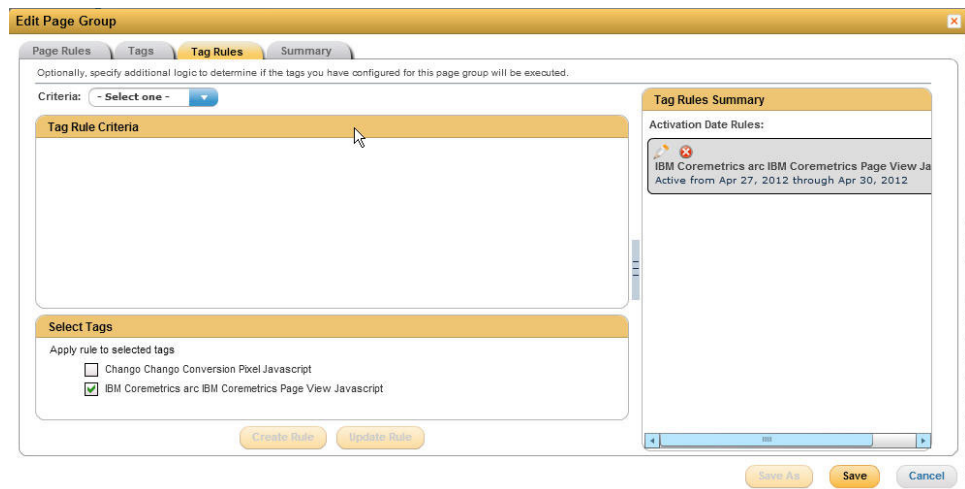 Edit Page Group
Page Rules Tags Tag Rules Summary
Optionally, specify additional logic to determine if the tags you have configured for this page group will be executed.
Criteria: - Select one -
Tag Rule Criteria
Select Tags
Apply rule to selected tags
Chango Chango Conversion Pixel Javascript
IBM Coremetrics arc IBM Coremetrics Page View Javascript
Create Rule Update Rule
Tag Rules Summary
Activation Date Rules:
IBM Coremetrics arc IBM Coremetrics Page View Ja
Active from Apr 27, 2012 through Apr 30, 2012
Save As Save Cancel